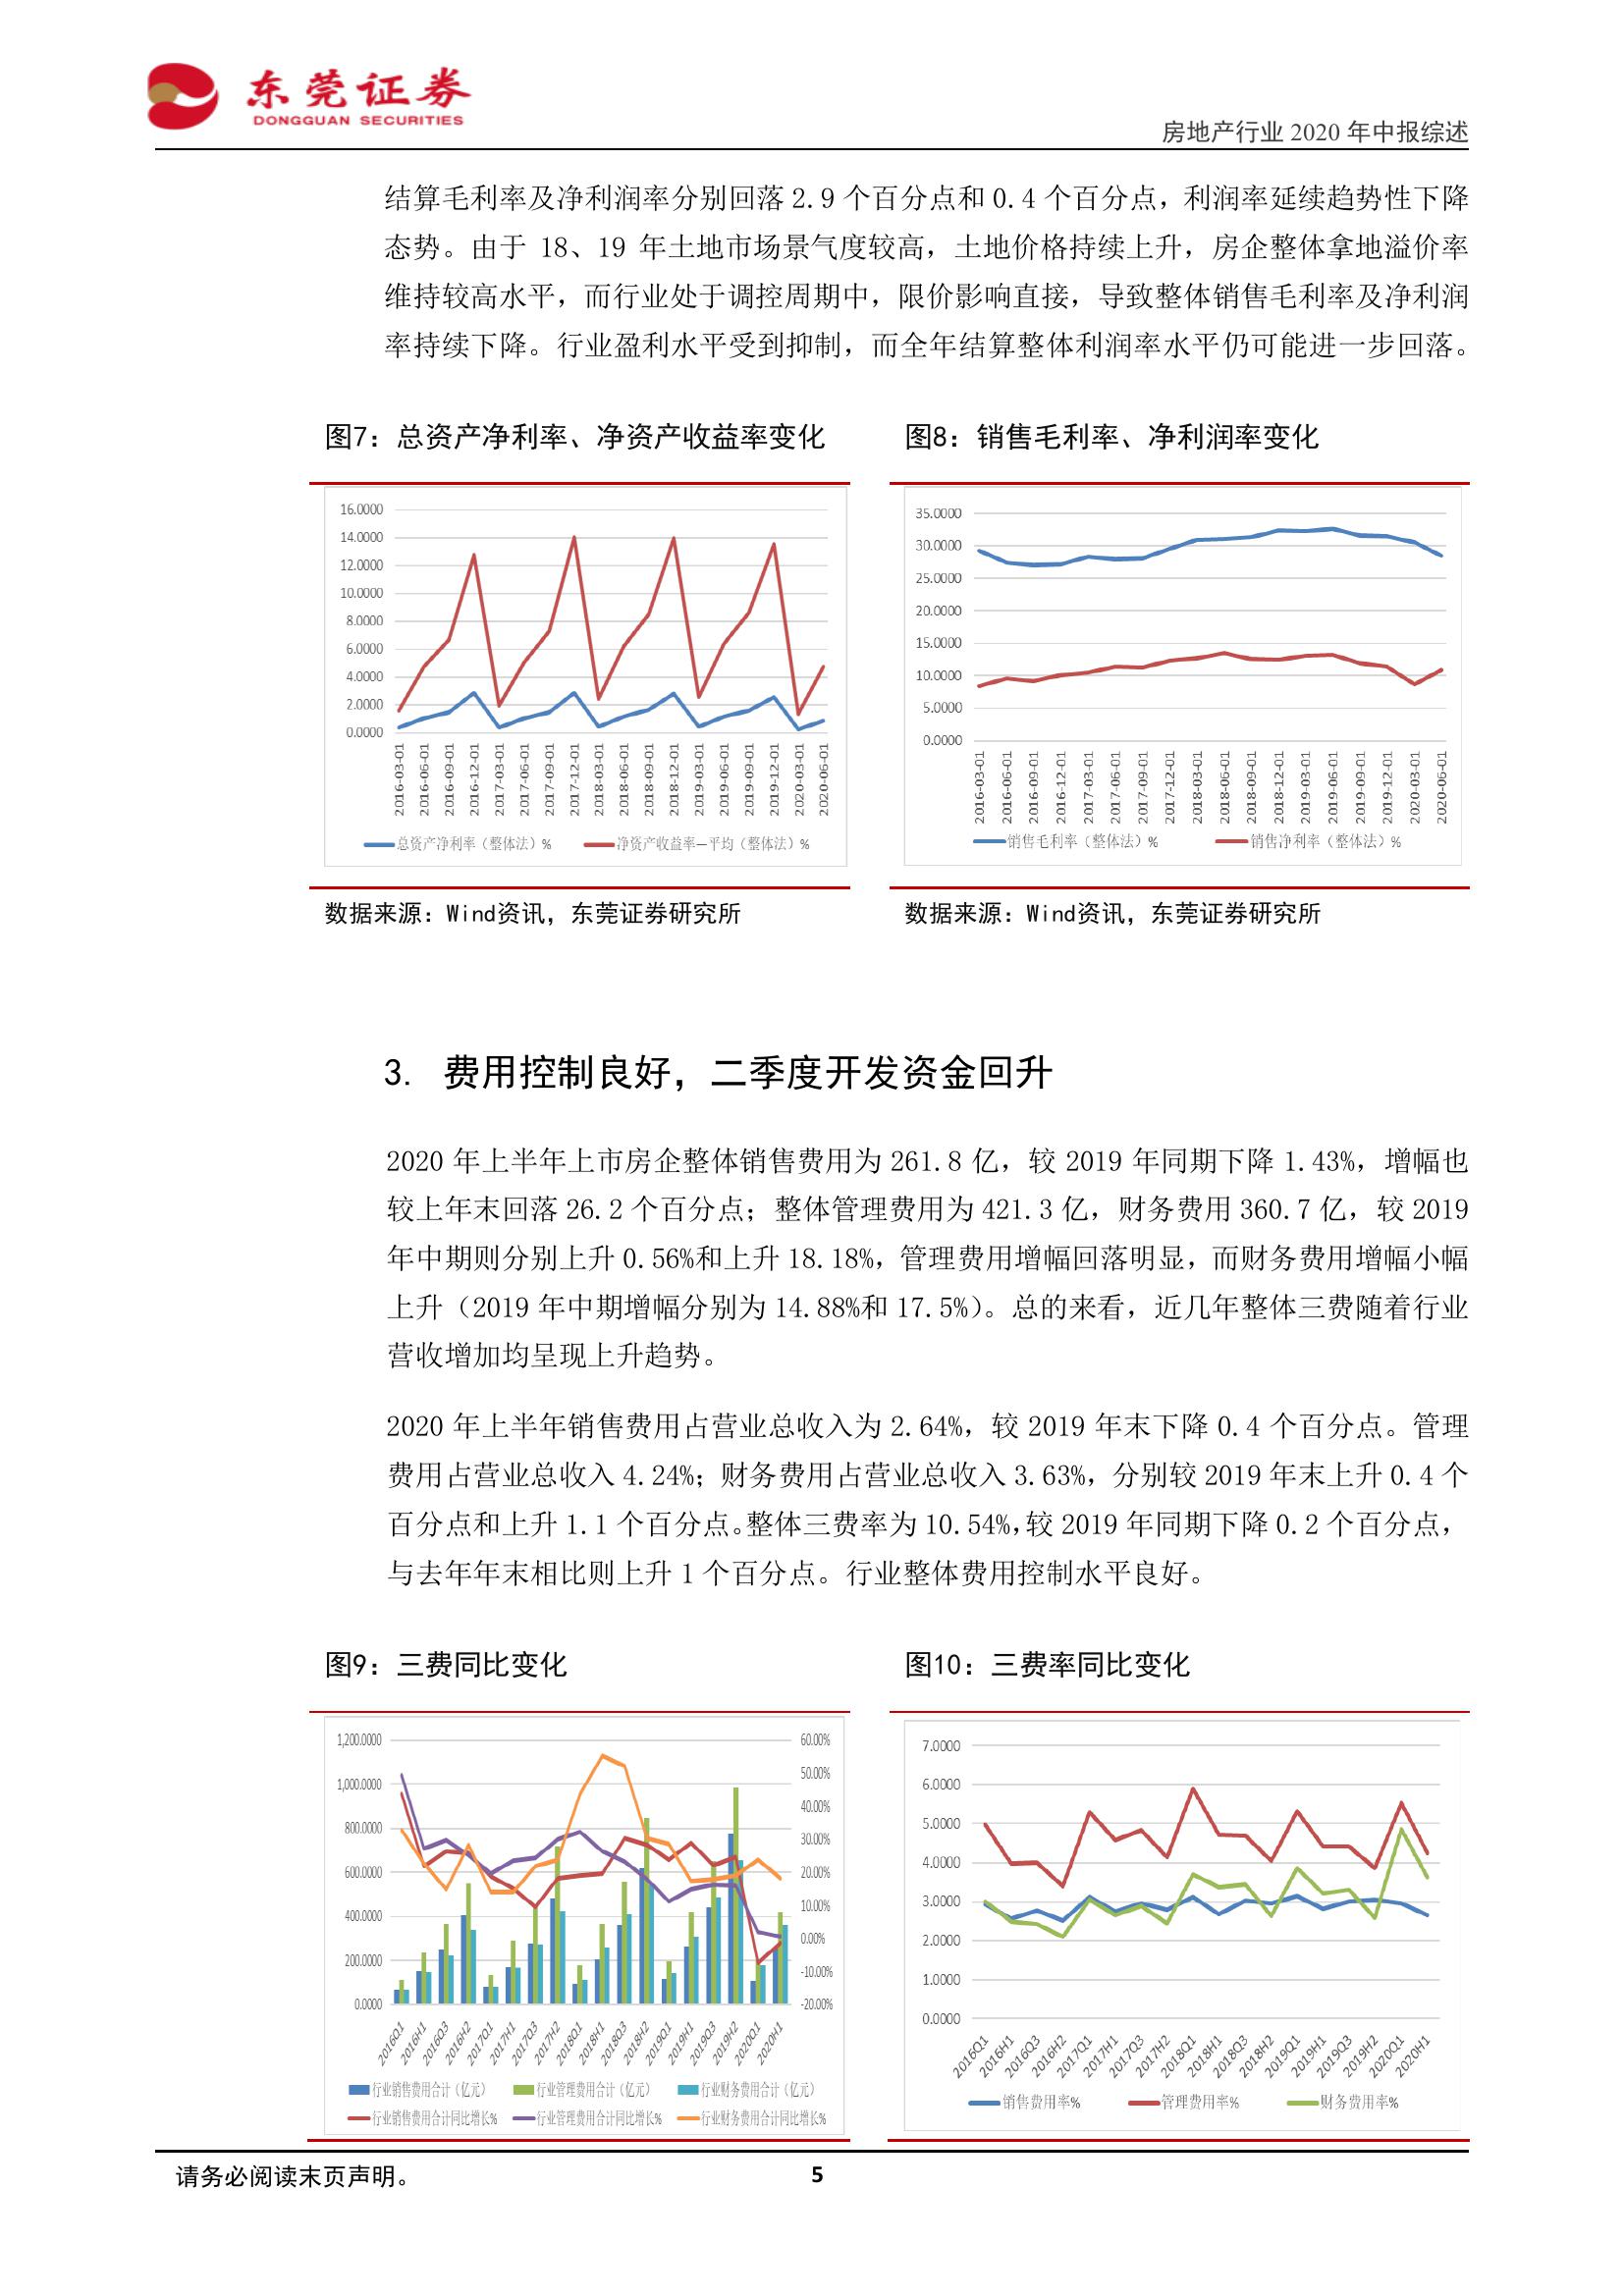 东莞证券
DONGGUAN SECURITIES
房地产行业 2020 年中报综述
结算毛利率及净利润率分别回落 2.9 个百分点和 0.4 个百分点，利润率延续趋势性下降
态势。由于 18、19 年土地市场景气度较高，土地价格持续上升，房企整体拿地溢价率
维持较高水平，而行业处于调控周期中，限价影响直接，导致整体销售毛利率及净利润
率持续下降。行业盈利水平受到抑制，而全年结算整体利润率水平仍可能进一步回落。
图7：总资产净利率、净资产收益率变化
16.0000
14.0000
12.0000
10.0000
8.0000
6.0000
4.0000
2.0000
0.0000
2016-03-01
2016-06-01
2016-09-01
2016-12-01
2017-03-01
2017-06-01
2017-09-01
2017-12-01
2018-03-01
2018-06-01
2018-09-01
2018-12-01
2019-03-01
2019-06-01
2019-09-01
2019-12-01
2020-03-01
2020-06-01
总资产净利率（整体法）%
净资产收益率—平均（整体法）%
数据来源：Wind资讯，东莞证券研究所
图8：销售毛利率、净利润率变化
35.0000
30.0000
25.0000
20.0000
15.0000
10.0000
5.0000
0.0000
2016-03-01
2016-06-01
2016-09-01
2016-12-01
2017-03-01
2017-06-01
2017-09-01
2017-12-01
2018-03-01
2018-06-01
2018-09-01
2018-12-01
2019-03-01
2019-06-01
2019-09-01
2019-12-01
2020-03-01
2020-06-01
销售毛利率（整体法）%
销售净利率（整体法）%
数据来源：Wind资讯，东莞证券研究所
3. 费用控制良好，二季度开发资金回升
2020 年上半年上市房企整体销售费用为 261.8 亿，较 2019 年同期下降 1.43%，增幅也
较上年末回落 26.2 个百分点；整体管理费用为 421.3 亿，财务费用 360.7 亿，较 2019
年中期则分别上升 0.56%和上升 18.18%，管理费用增幅回落明显，而财务费用增幅小幅
上升（2019 年中期增幅分别为 14.88%和 17.5%）。总的来看，近几年整体三费随着行业
营收增加均呈现上升趋势。
2020 年上半年销售费用占营业总收入为 2.64%，较 2019 年末下降 0.4 个百分点。管理
费用占营业总收入 4.24%；财务费用占营业总收入 3.63%，分别较 2019 年末上升 0.4 个
百分点和上升 1.1 个百分点。整体三费率为 10.54%，较 2019 年同期下降 0.2 个百分点，
与去年年末相比则上升 1 个百分点。行业整体费用控制水平良好。
图9：三费同比变化
1,200.0000
1,000.0000
800.0000
600.0000
400.0000
200.0000
0.0000
60.00%
50.00%
40.00%
30.00%
20.00%
10.00%
0.00%
-10.00%
-20.00%
2016Q1
2016H1
2016Q3
2016H2
2017Q1
2017H1
2017Q3
2017H2
2018Q1
2018H1
2018Q3
2018H2
2019Q1
2019H1
2019Q3
2019H2
2020Q1
2020H1
行业销售费用合计（亿元）
行业管理费用合计（亿元）
行业财务费用合计（亿元）
行业销售费用合计同比增长%
行业管理费用合计同比增长%
行业财务费用合计同比增长%
图10：三费率同比变化
7.0000
6.0000
5.0000
4.0000
3.0000
2.0000
1.0000
0.0000
2016Q1
2016H1
2016Q3
2016H2
2017Q1
2017H1
2017Q3
2017H2
2018Q1
2018H1
2018Q3
2018H2
2019Q1
2019H1
2019Q3
2019H2
2020Q1
2020H1
销售费用率%
管理费用率%
财务费用率%
请务必阅读末页声明。
5